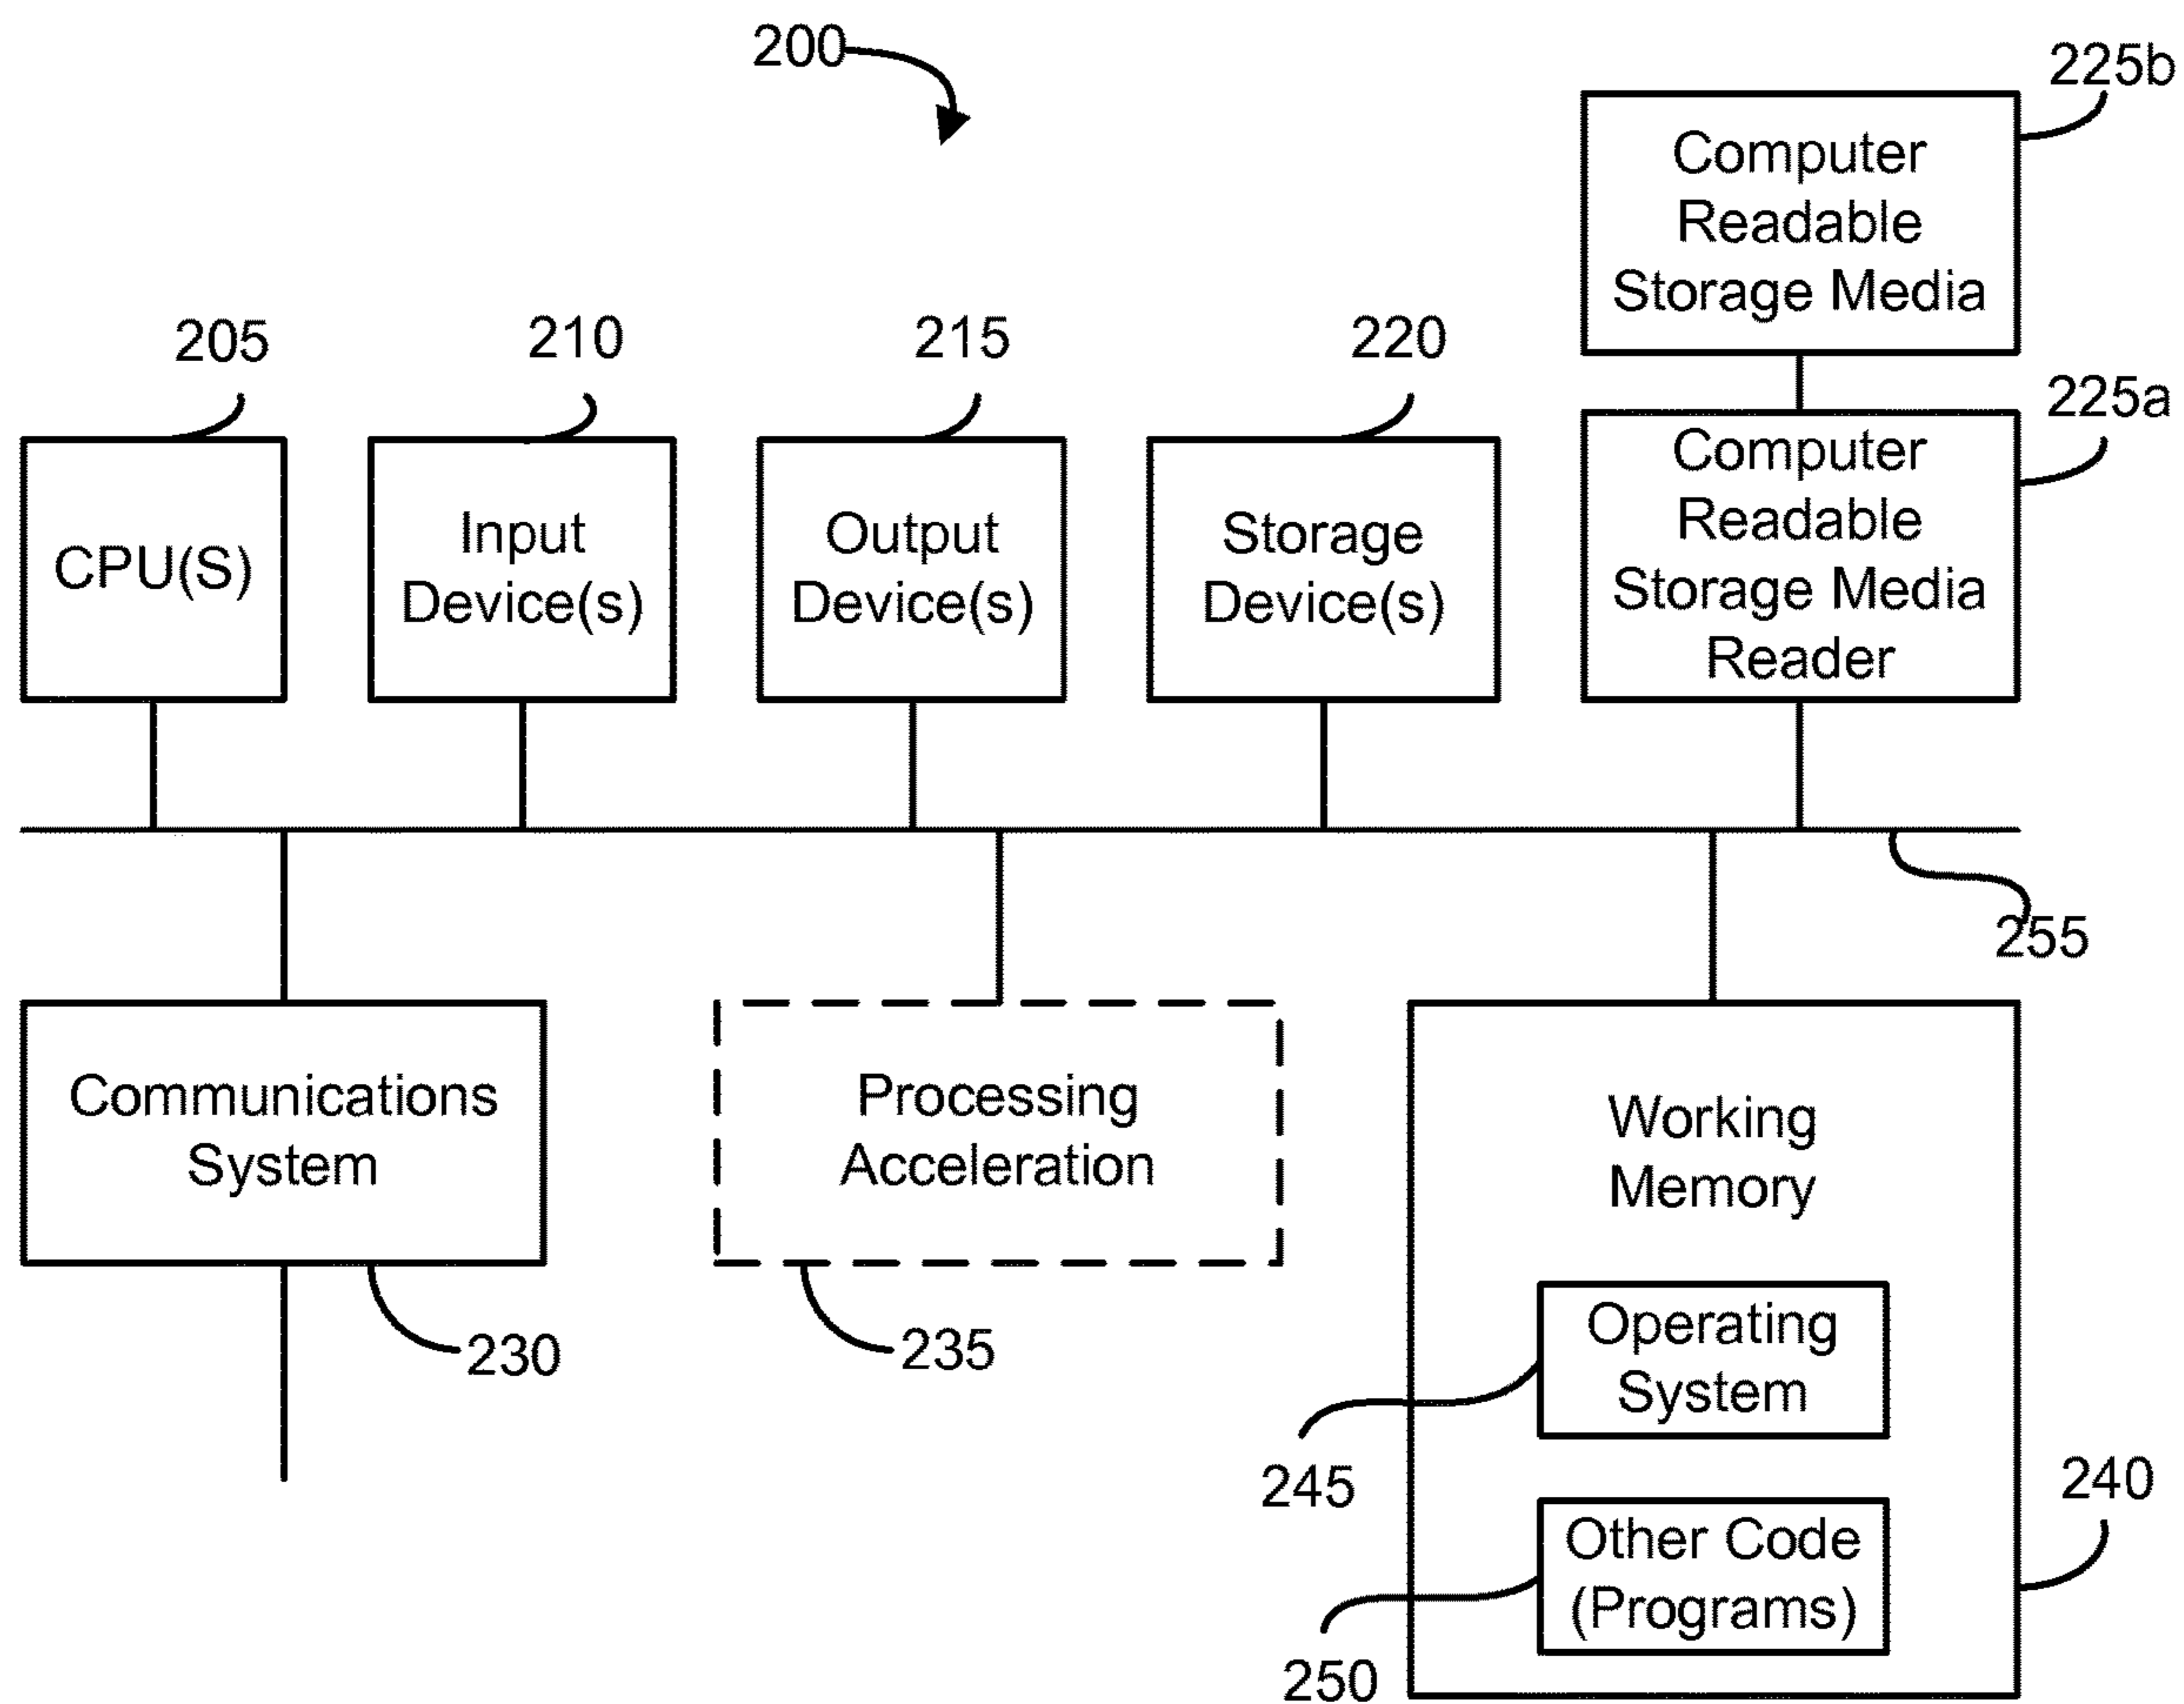 200
225b
Computer
Readable
Storage Media
205
210
215
220
225a
CPU(S)
Input
Device(s)
Output
Device(s)
Storage
Device(s)
Computer
Readable
Storage Media
Reader
255
Communications
System
230
Processing
Acceleration
235
Working
Memory
Operating
System
245
240
Other Code
(Programs)
250